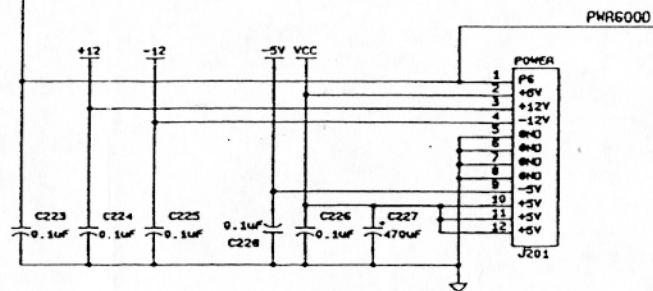 PWRGOOD
+12 -12 -5V VCC
POWER
1 PG
2 +5V
3 +12V
4 -12V
5 GND
6 GND
7 GND
8 GND
9 -5V
10 +5V
11 +5V
12 +5V
J201
C223 C224 C225 0.1uF C226 C227
0.1uF 0.1uF 0.1uF C228 0.1uF 470uF